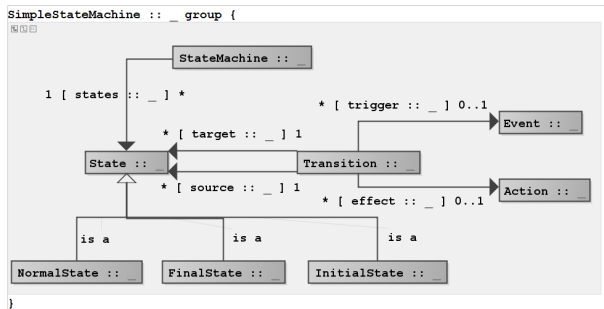 SimpleStateMachine :: _ group {
StateMachine :: _
1 [ states :: _ ] *
* [ trigger :: _ ] 0..1
Event :: _
* [ target :: _ ] 1
State :: _
Transition :: _
* [ source :: _ ] 1
Action :: _
* [ effect :: _ ] 0..1
is a
is a
is a
NormalState :: _
FinalState :: _
InitialState :: _
}